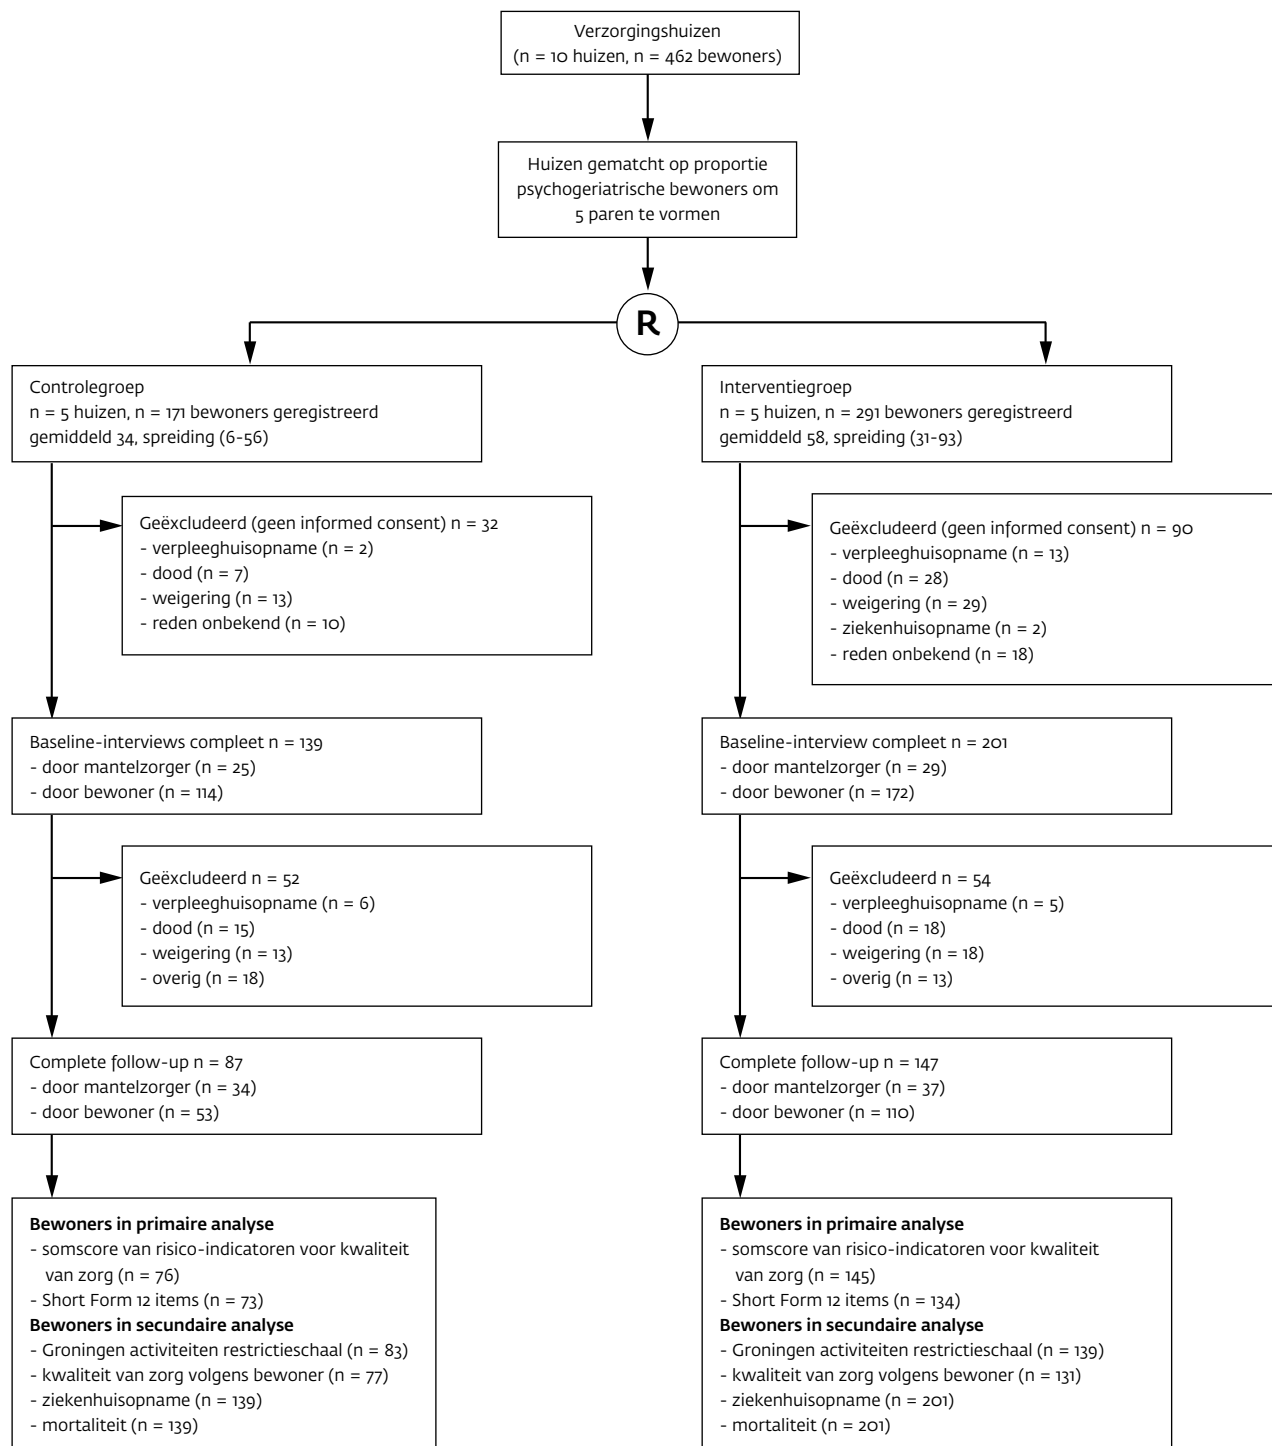 Verzorgingshuizen
(n = 10 huizen, n = 462 bewoners)
Huizen gematcht op proportie
psychogeriatrische bewoners om
5 paren te vormen
R
Controlegroep
n = 5 huizen, n = 171 bewoners geregistreerd
gemiddeld 34, spreiding (6-56)
Interventiegroep
n = 5 huizen, n = 291 bewoners geregistreerd
gemiddeld 58, spreiding (31-93)
Geëxcludeerd (geen informed consent) n = 32
- verpleeghuisopname (n = 2)
- dood (n = 7)
- weigering (n = 13)
- reden onbekend (n = 10)
Geëxcludeerd (geen informed consent) n = 90
- verpleeghuisopname (n = 13)
- dood (n = 28)
- weigering (n = 29)
- ziekenhuisopname (n = 2)
- reden onbekend (n = 18)
Baseline-interviews compleet n = 139
- door mantelzorger (n = 25)
- door bewoner (n = 114)
Baseline-interview compleet n = 201
- door mantelzorger (n = 29)
- door bewoner (n = 172)
Geëxcludeerd n = 52
- verpleeghuisopname (n = 6)
- dood (n = 15)
- weigering (n = 13)
- overig (n = 18)
Geëxcludeerd n = 54
- verpleeghuisopname (n = 5)
- dood (n = 18)
- weigering (n = 18)
- overig (n = 13)
Complete follow-up n = 87
- door mantelzorger (n = 34)
- door bewoner (n = 53)
Complete follow-up n = 147
- door mantelzorger (n = 37)
- door bewoner (n = 110)
Bewoners in primaire analyse
- somscore van risico-indicatoren voor kwaliteit
van zorg (n = 76)
- Short Form 12 items (n = 73)
Bewoners in secundaire analyse
- Groningen activiteiten restrictieschaal (n = 83)
- kwaliteit van zorg volgens bewoner (n = 77)
- ziekenhuisopname (n = 139)
- mortaliteit (n = 139)
Bewoners in primaire analyse
- somscore van risico-indicatoren voor kwaliteit
van zorg (n = 145)
- Short Form 12 items (n = 134)
Bewoners in secundaire analyse
- Groningen activiteiten restrictieschaal (n = 139)
- kwaliteit van zorg volgens bewoner (n = 131)
- ziekenhuisopname (n = 201)
- mortaliteit (n = 201)